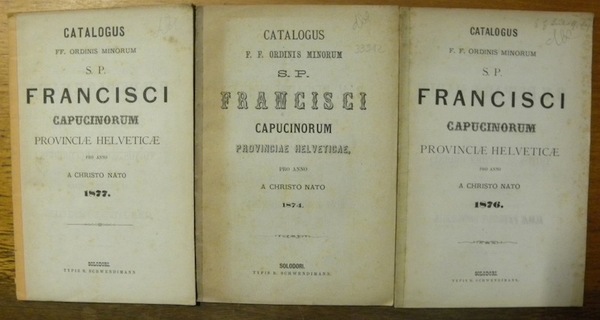 CATALOGUS
FF. ORDINIS MINORUM
S. P.
FRANCISCI
CAPUCINORUM
PROVINCIÆ HELVETICÆ
PRO ANNO
A CHRISTO NATO
1877.
SOLODORI.
TYPIS B. SCHWENDIMANN.
CATALOGUS
F. F. ORDINIS MINORUM
S. P.
FRANCISCI
CAPUCINORUM
PROVINCIAE HELVETICAE,
PRO ANNO
A CHRISTO NATO
1874.
SOLODORI.
TYPIS B. SCHWENDIMANN.
CATALOGUS
F. F. ORDINIS MINORUM
S. P.
FRANCISCI
CAPUCINORUM
PROVINCIÆ HELVETICÆ
PRO ANNO
A CHRISTO NATO
1876.
SOLODORI.
TYPIS B. SCHWENDIMANN.